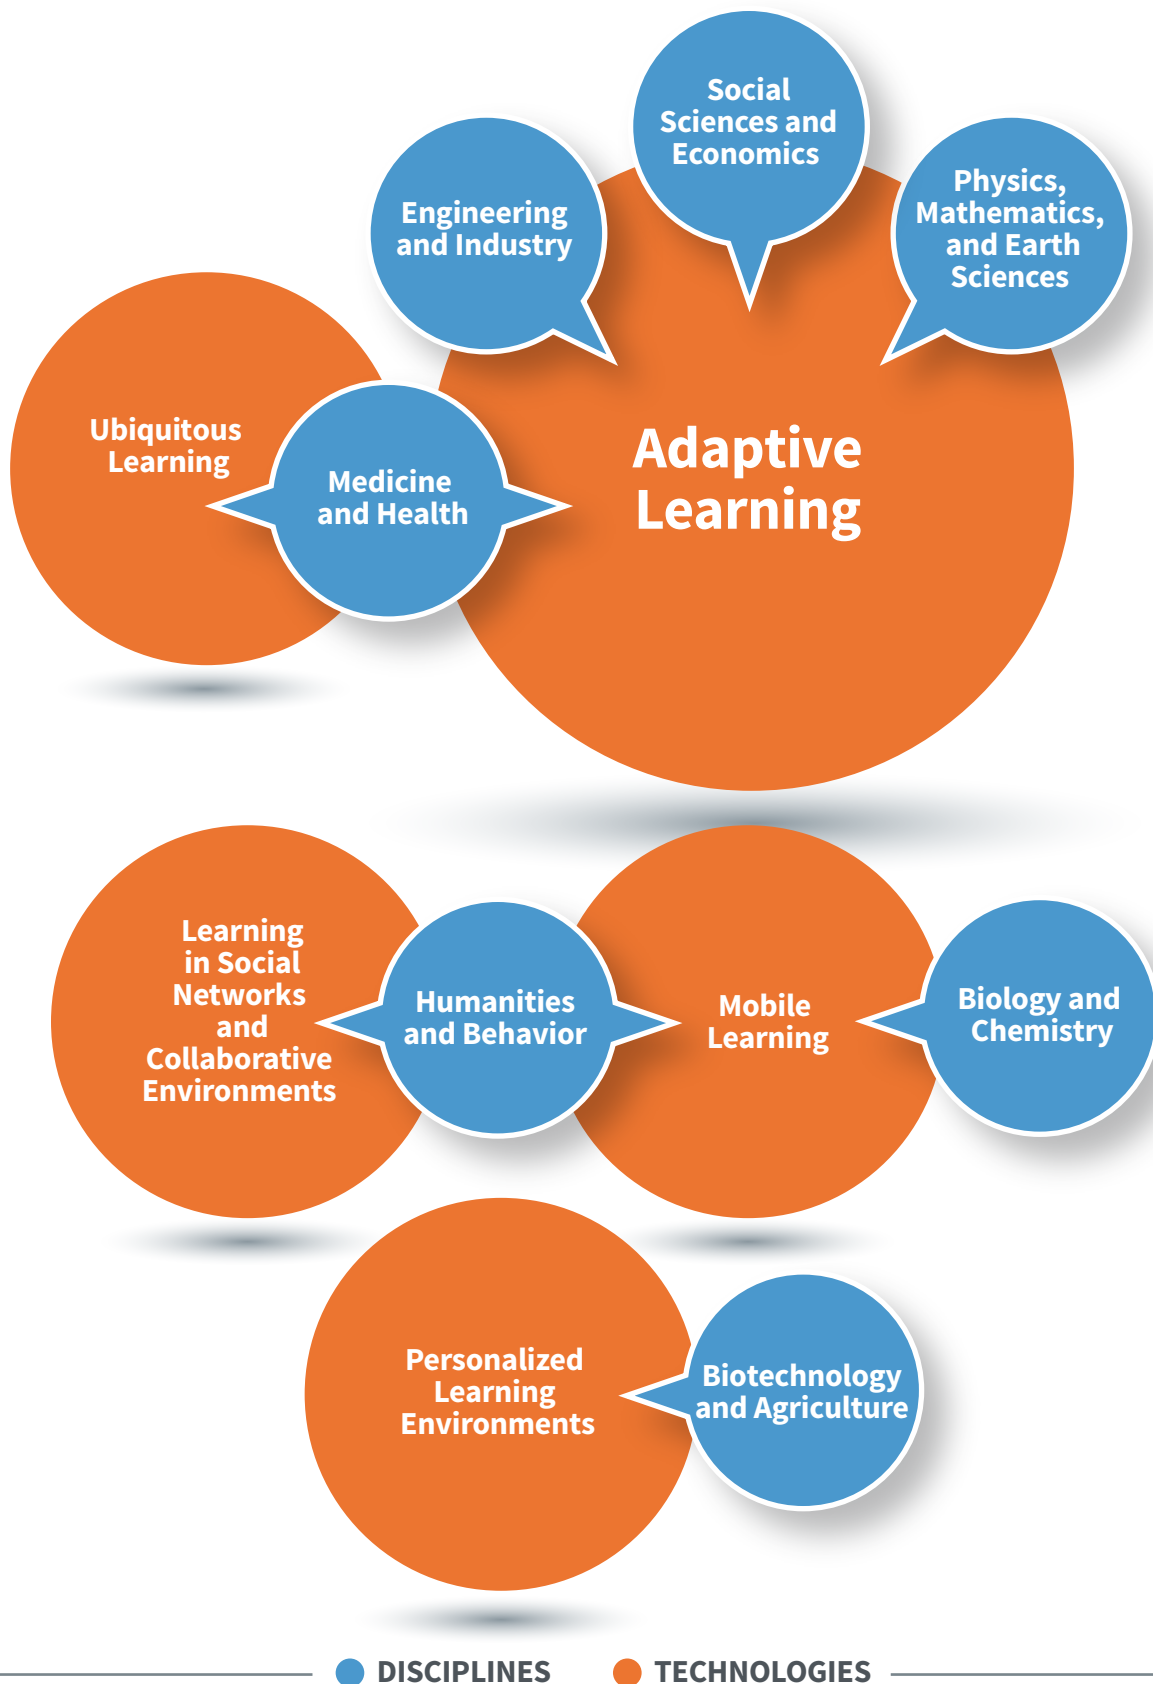 Social
Sciences and
Economics
Engineering
and Industry
Physics,
Mathematics,
and Earth
Sciences
Ubiquitous
Learning
Medicine
and Health
Adaptive
Learning
Learning
in Social
Networks
and
Collaborative
Environments
Humanities
and Behavior
Mobile
Learning
Biology and
Chemistry
Personalized
Learning
Environments
Biotechnology
and Agriculture
DISCIPLINES
TECHNOLOGIES